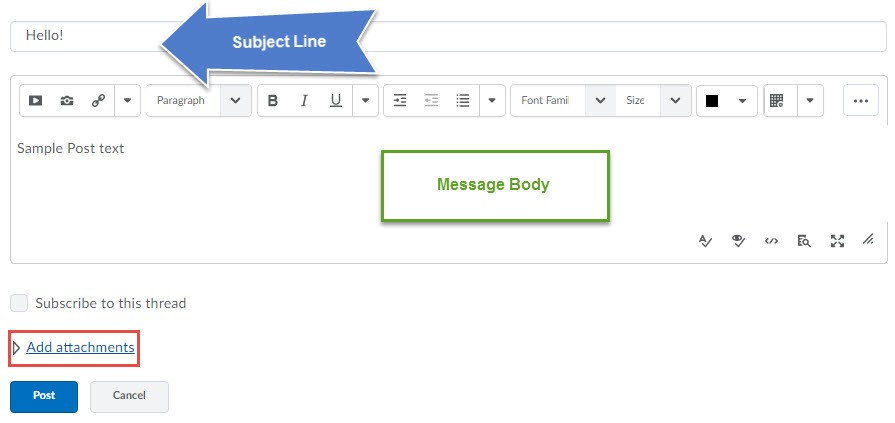 Hello!
Subject Line
Paragraph
B I U
Font Famil
Size
Sample Post text
Message Body
Subscribe to this thread
Add attachments
Post
Cancel